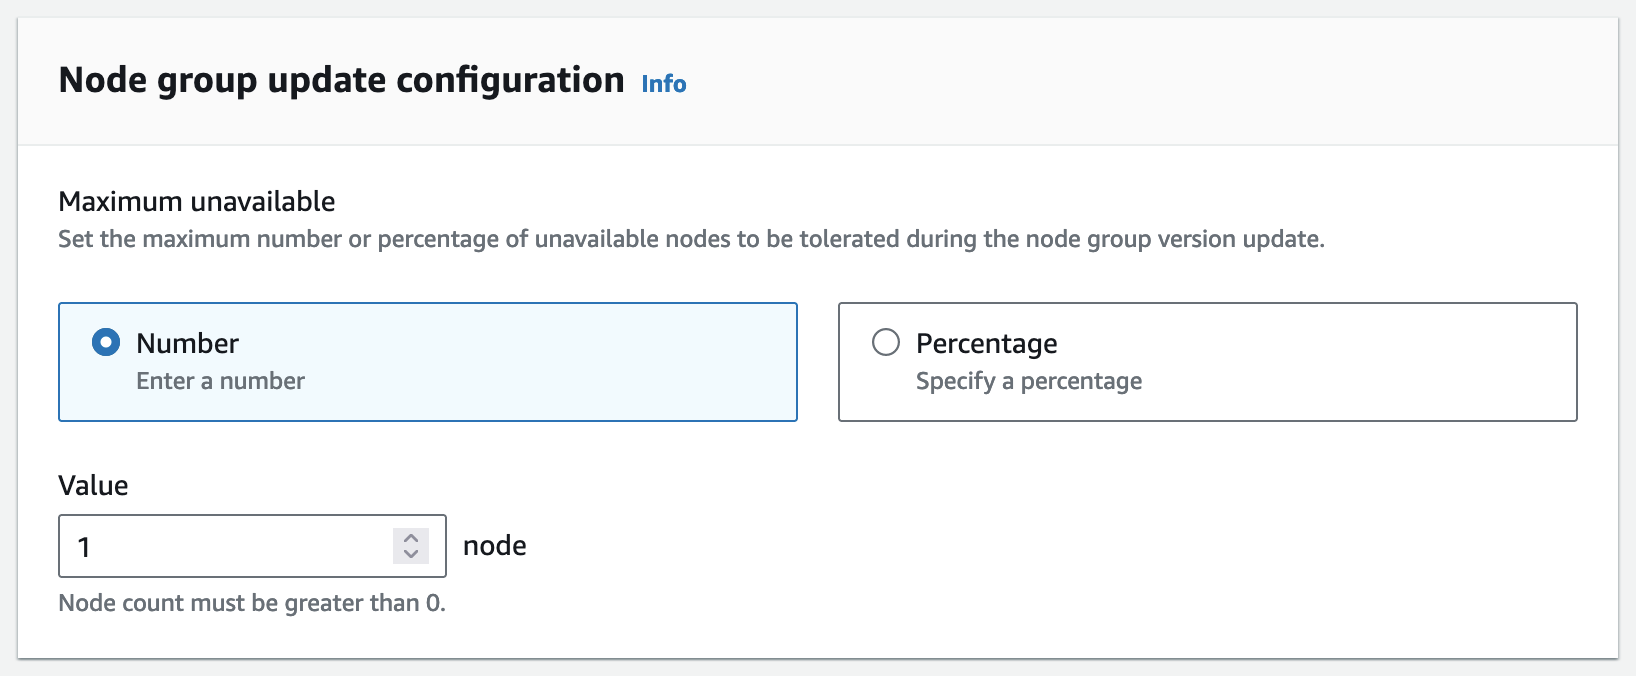 Node group update configuration Info
Maximum unavailable
Set the maximum number or percentage of unavailable nodes to be tolerated during the node group version update.
Number
Enter a number
Percentage
Specify a percentage
Value
1 node
Node count must be greater than 0.